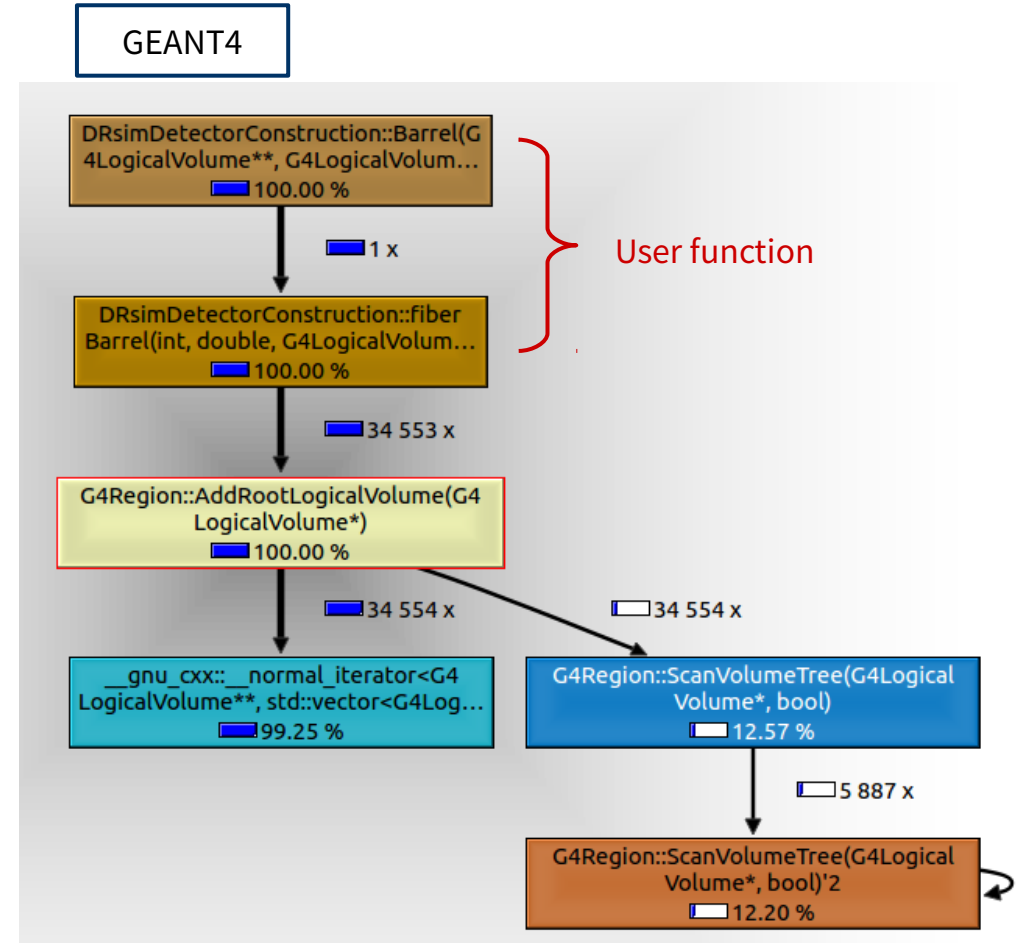 GEANT4
DRsimDetectorConstruction::Barrel(G
4LogicalVolume**, G4LogicalVolum...
100.00 %
1 x
User function
DRsimDetectorConstruction::fiber
Barrel(int, double, G4LogicalVolum...
100.00 %
34 553 x
G4Region::AddRootLogicalVolume(G4
LogicalVolume*)
100.00 %
34 554 x
34 554 x
__gnu_cxx::__normal_iterator<G4
LogicalVolume**, std::vector<G4Log...
99.25 %
G4Region::ScanVolumeTree(G4Logical
Volume*, bool)
12.57 %
5 887 x
G4Region::ScanVolumeTree(G4Logical
Volume*, bool)'2
12.20 %